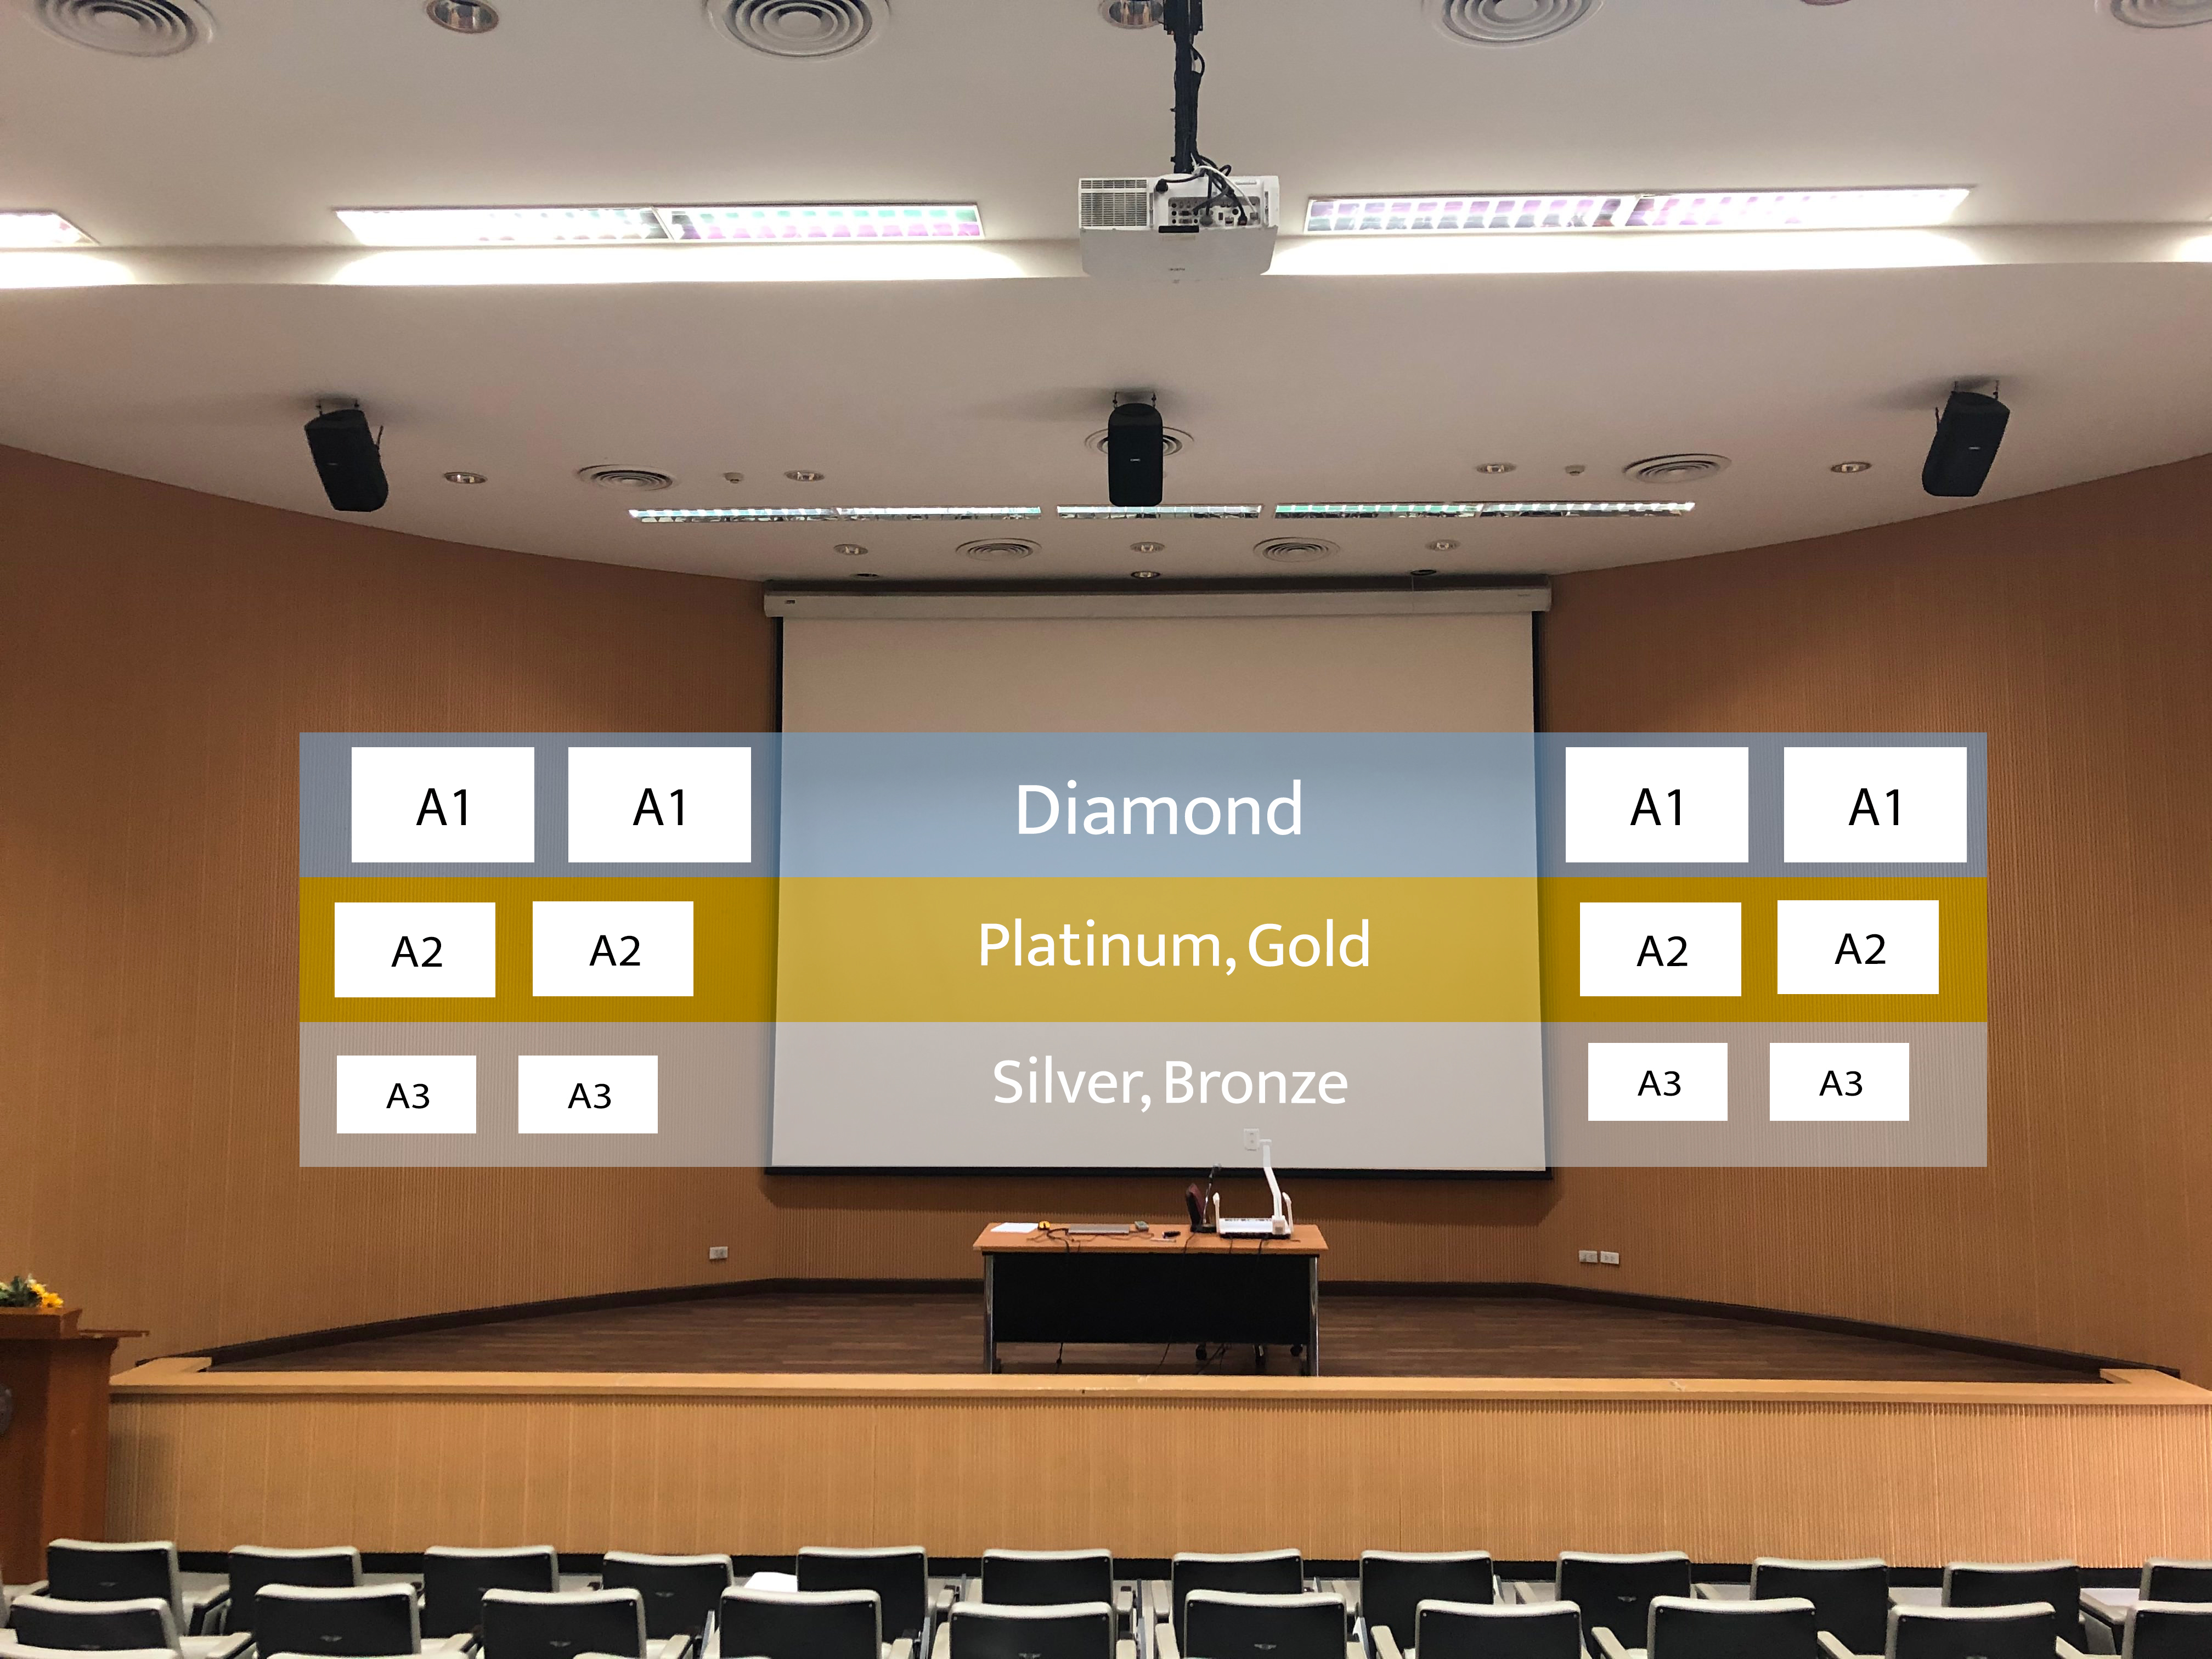 A1 A1 Diamond A1 A1
A2 A2 Platinum, Gold A2 A2
A3 A3 Silver, Bronze A3 A3